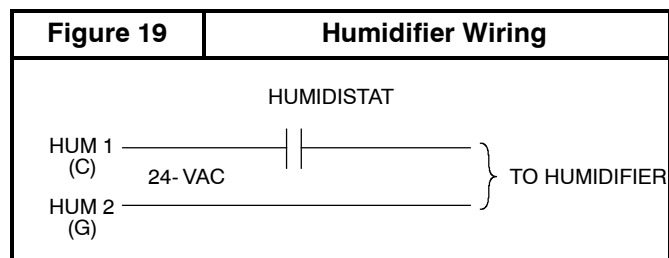 Figure 19
Humidifier Wiring
HUMIDISTAT
HUM 1
(C)
24- VAC
TO HUMIDIFIER
HUM 2
(G)